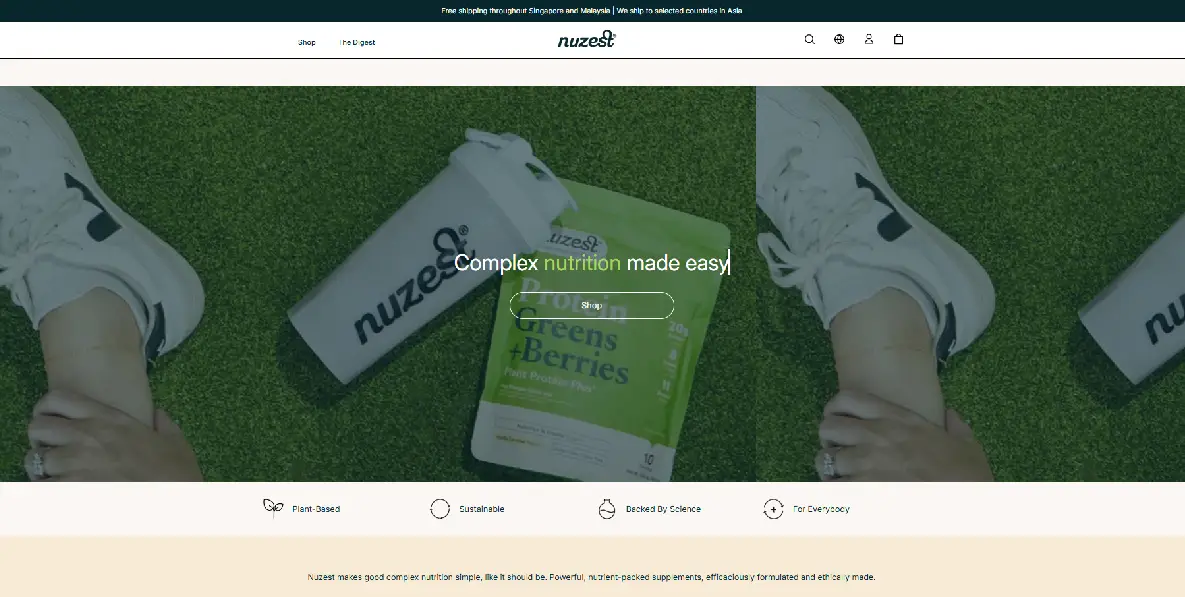 Free shipping throughout Singapore and Malaysia | We ship to selected countries in Asia
Shop
The Digest
nuzest®
nuzest®
nuzest
Complex nutrition made easy
Shop
Protein
Greens
+Berries
Plant Protein Plus
20g
10
nu
Plant-Based
Sustainable
Backed By Science
For Everybody
Nuzest makes good complex nutrition simple, like it should be. Powerful, nutrient-packed supplements, efficaciously formulated and ethically made.